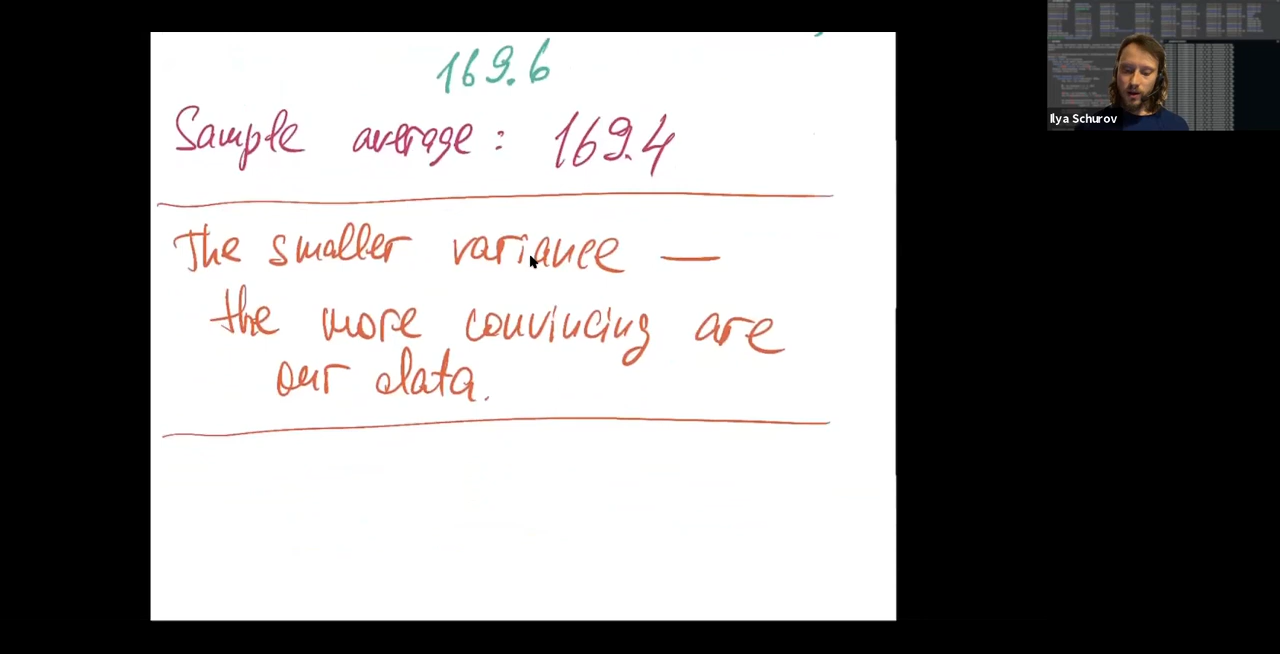 169.6
Sample average: 169.4
The smaller variance —
the more convincing are
our data.
Ilya Schurov